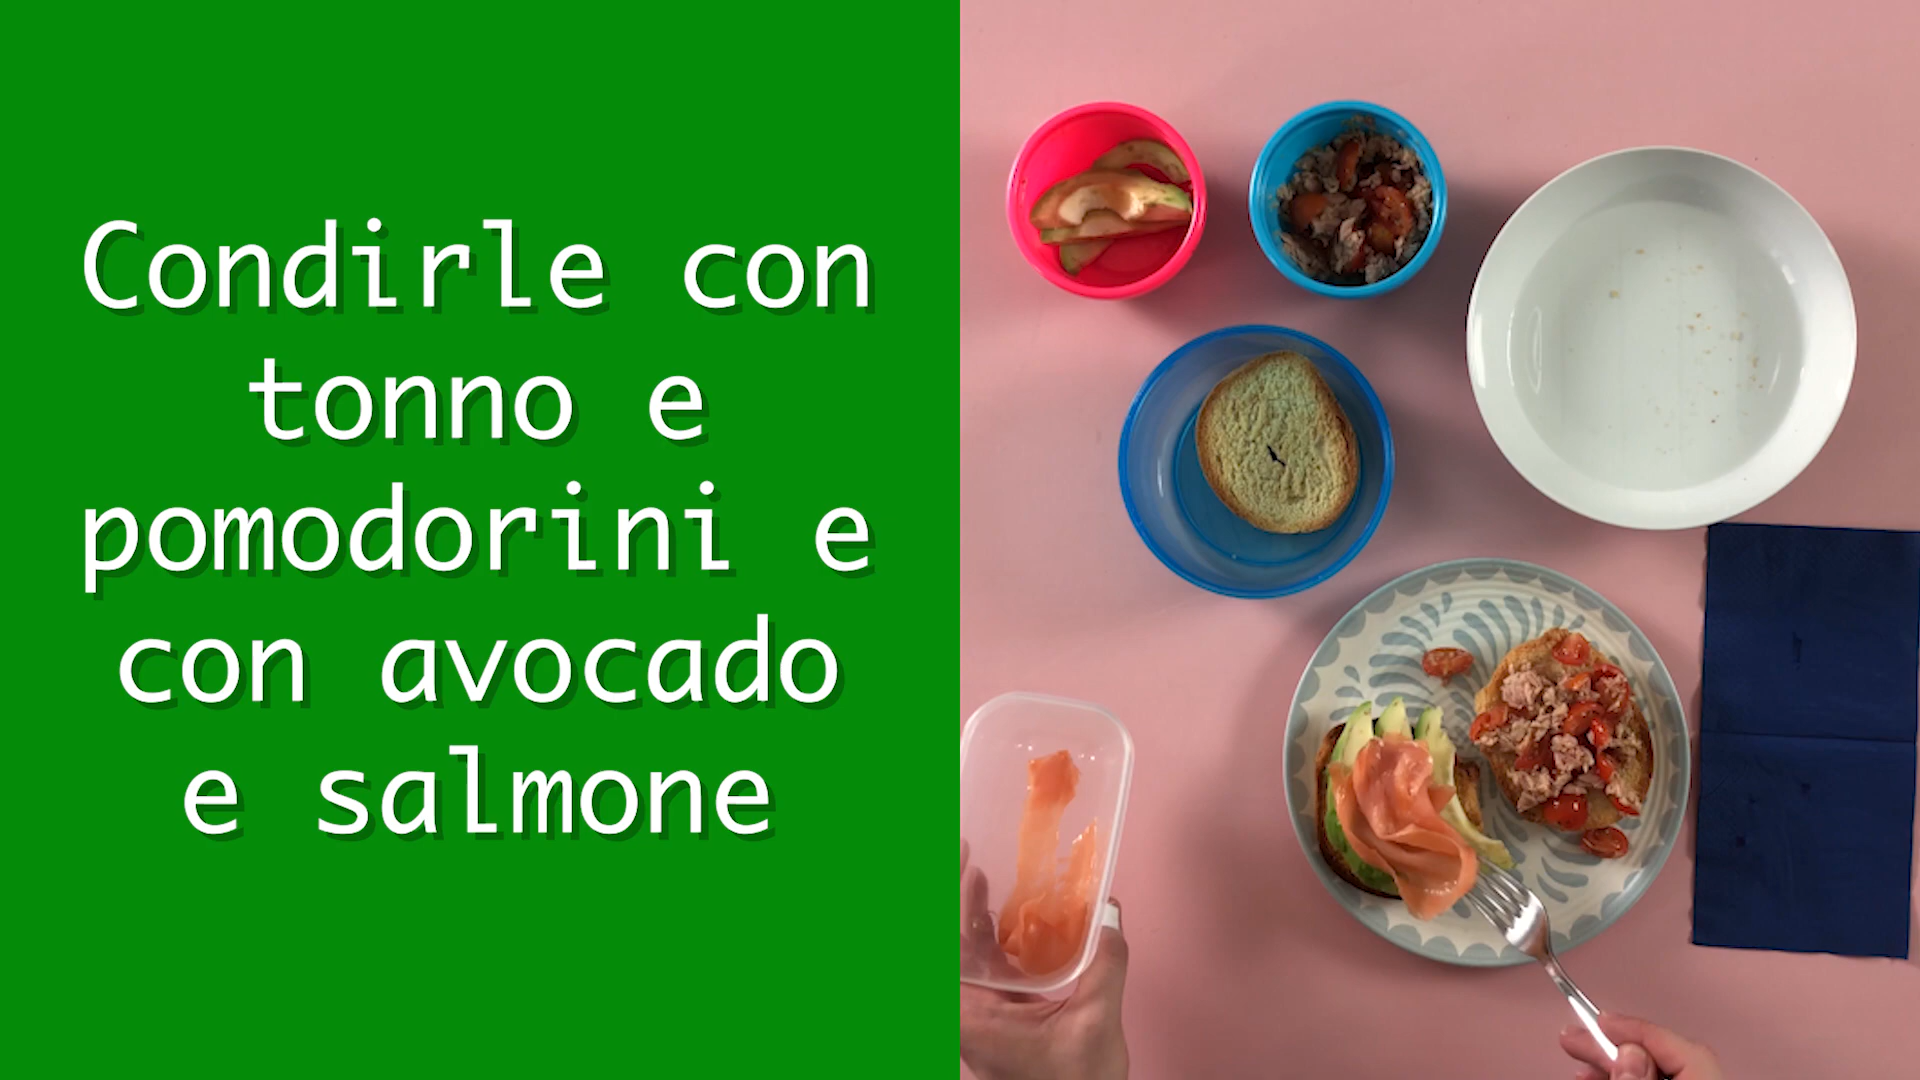 Condirle con
tonno e
pomodorini e
con avocado
e salmone